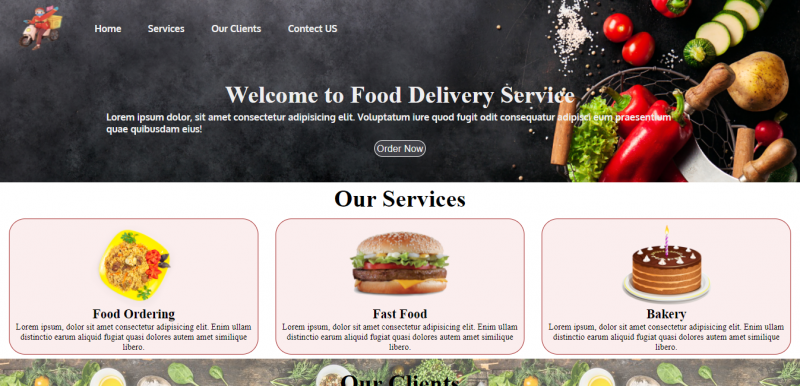 Home Services Our Clients Contect US
Welcome to Food Delivery Service
Lorem ipsum dolor, sit amet consectetur adipisicing elit. Voluptatum iure quod fugit odit consequatur adipisci eum praesentium
quae quibusdam eius!
Order Now
Our Services
Food Ordering
Lorem ipsum, dolor sit amet consectetur adipisicing elit. Enim ullam
distinctio earum aliquid fugiat quasi dolores autem amet similique
libero.
Fast Food
Lorem ipsum, dolor sit amet consectetur adipisicing elit. Enim ullam
distinctio earum aliquid fugiat quasi dolores autem amet similique
libero.
Bakery
Lorem ipsum, dolor sit amet consectetur adipisicing elit. Enim ullam
distinctio earum aliquid fugiat quasi dolores autem amet similique
libero.
Our Clients